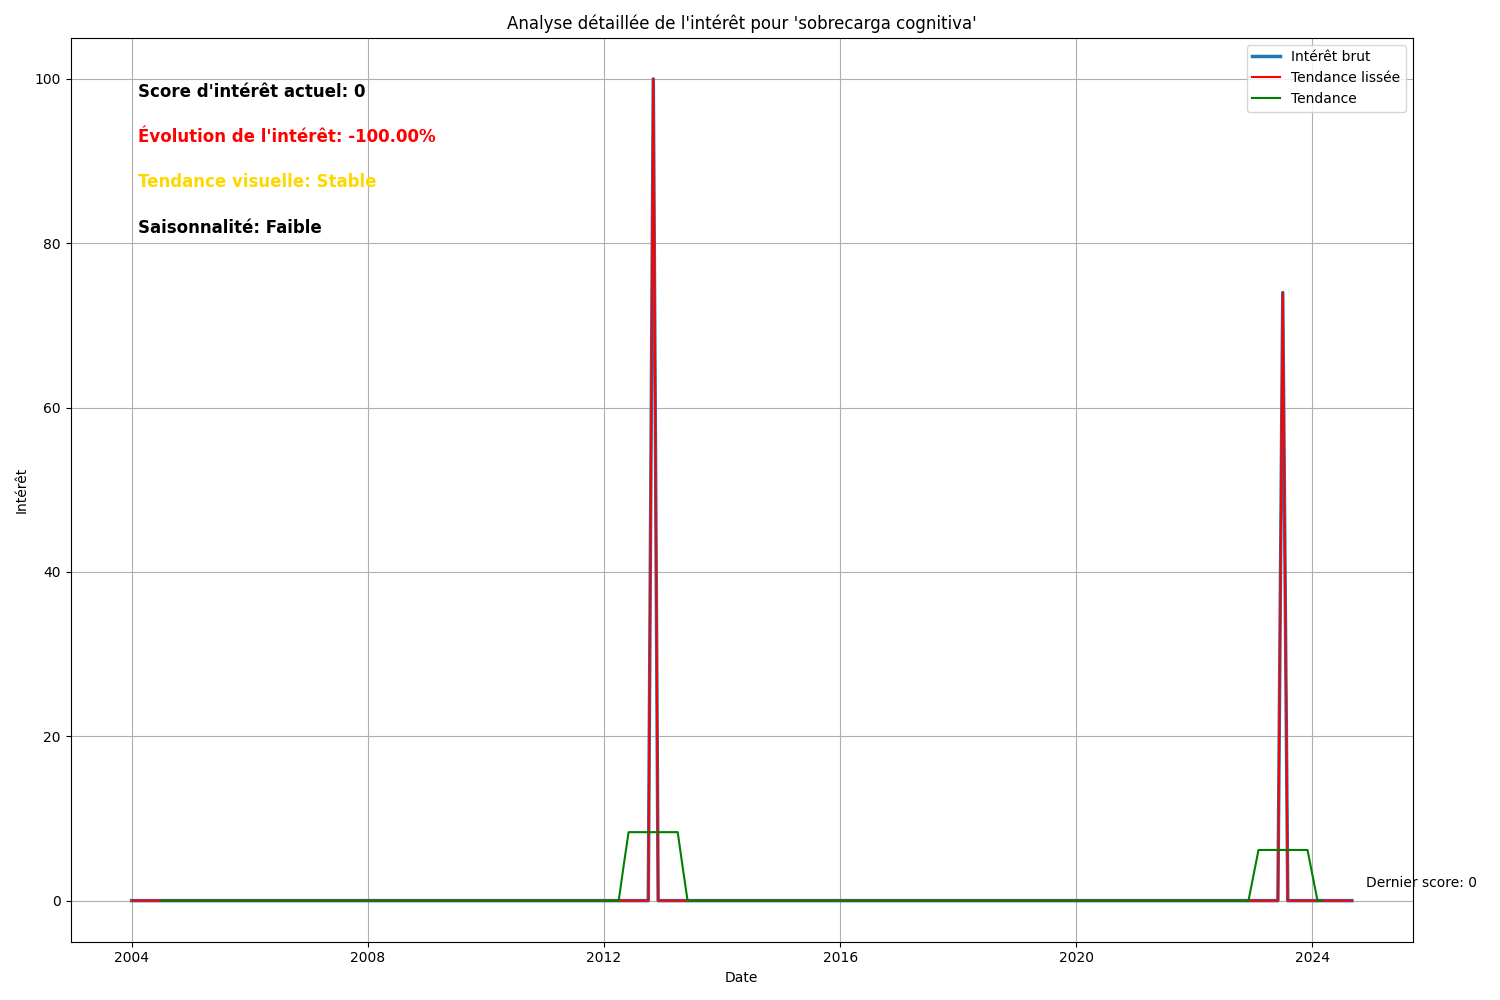 Analyse détaillée de l'intérêt pour 'sobrecarga cognitiva'
Intérêt brut
Tendance lissée
Tendance
Score d'intérêt actuel: 0
Évolution de l'intérêt: -100.00%
Tendance visuelle: Stable
Saisonnalité: Faible
100
80
60
40
20
0
Intérêt
Dernier score: 0
2004
2008
2012
2016
2020
2024
Date